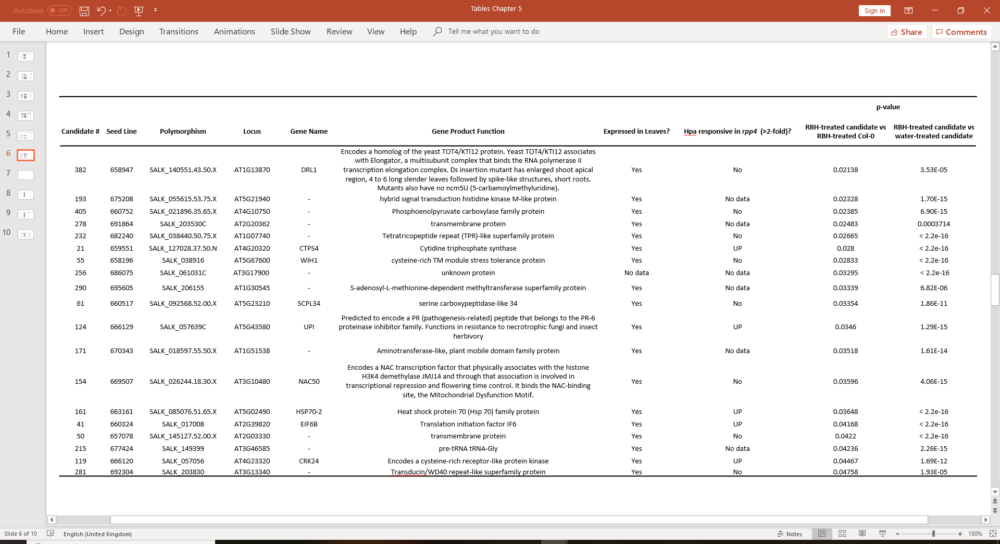 AutoSave Off
Tables Chapter 5
Sign in
File Home Insert Design Transitions Animations Slide Show Review View Help Tell me what you want to do
Share Comments
1
2
3
4
5
6
7
8
9
10
p-value
Candidate # Seed Line Polymorphism Locus Gene Name Gene Product Function Expressed in Leaves? Hpa responsive in rpp4 (>2-fold)? RBH-treated candidate vs RBH-treated Col-0 RBH-treated candidate vs water-treated candidate
Encodes a homolog of the yeast TOT4/KTI12 protein. Yeast TOT4/KTI12 associates
with Elongator, a multisubunit complex that binds the RNA polymerase II
382 658947 SALK_140551.43.50.X AT1G13870 DRL1 transcription elongation complex. Ds insertion mutant has enlarged shoot apical Yes No 0.02138 3.53E-05
region, 4 to 6 long slender leaves followed by spike-like structures, short roots.
Mutants also have no ncm5U (5-carbamoylmethyluridine).
193 675208 SALK_055615.53.75.X AT5G21940 - hybrid signal transduction histidine kinase M-like protein Yes No data 0.02328 1.70E-15
405 660752 SALK_021896.35.65.X AT4G10750 - Phosphoenolpyruvate carboxylase family protein Yes No 0.02385 6.90E-15
278 691864 SALK_203530C AT2G20362 - transmembrane protein Yes No data 0.02483 0.0003714
232 682240 SALK_038440.50.75.X AT1G07740 - Tetratricopeptide repeat (TPR)-like superfamily protein Yes No 0.02665 < 2.2e-16
21 659551 SALK_127028.37.50.N AT4G20320 CTPS4 Cytidine triphosphate synthase Yes UP 0.028 < 2.2e-16
55 658196 SALK_038916 AT5G67600 WIH1 cysteine-rich TM module stress tolerance protein Yes No 0.02833 < 2.2e-16
256 686075 SALK_061031C AT3G17900 - unknown protein No data No data 0.03295 < 2.2e-16
290 695605 SALK_206155 AT1G30545 - S-adenosyl-L-methionine-dependent methyltransferase superfamily protein Yes No data 0.03339 6.82E-06
61 660517 SALK_092568.52.00.X AT5G23210 SCPL34 serine carboxypeptidase-like 34 Yes No 0.03354 1.86E-11
Predicted to encode a PR (pathogenesis-related) peptide that belongs to the PR-6
124 666129 SALK_057639C AT5G43580 UPI proteinase inhibitor family. Functions in resistance to necrotrophic fungi and insect Yes UP 0.0346 1.29E-15
herbivory
171 670343 SALK_018597.55.50.X AT1G51538 - Aminotransferase-like, plant mobile domain family protein Yes No data 0.03518 1.61E-14
Encodes a NAC transcription factor that physically associates with the histone
H3K4 demethylase JMJ14 and through that association is involved in
154 669507 SALK_026244.18.30.X AT3G10480 NAC50 transcriptional repression and flowering time control. It binds the NAC-binding Yes No 0.03596 4.06E-15
site, the Mitochondrial Dysfunction Motif.
161 663161 SALK_085076.51.65.X AT5G02490 HSP70-2 Heat shock protein 70 (Hsp 70) family protein Yes UP 0.03648 < 2.2e-16
41 660324 SALK_017008 AT2G39820 EIF6B Translation initiation factor IF6 Yes UP 0.04168 < 2.2e-16
50 657078 SALK_145127.52.00.X AT2G03330 - transmembrane protein Yes No 0.0422 < 2.2e-16
215 677424 SALK_149399 AT3G46585 - pre-tRNA tRNA-Gly Yes No data 0.04236 2.26E-15
119 666120 SALK_057056 AT4G23320 CRK24 Encodes a cysteine-rich receptor-like protein kinase Yes UP 0.04467 1.69E-12
281 692304 SALK_203830 AT3G13340 - Transducin/WD40 repeat-like superfamily protein Yes No 0.04758 1.93E-05
Slide 6 of 10 English (United Kingdom) Notes 150%